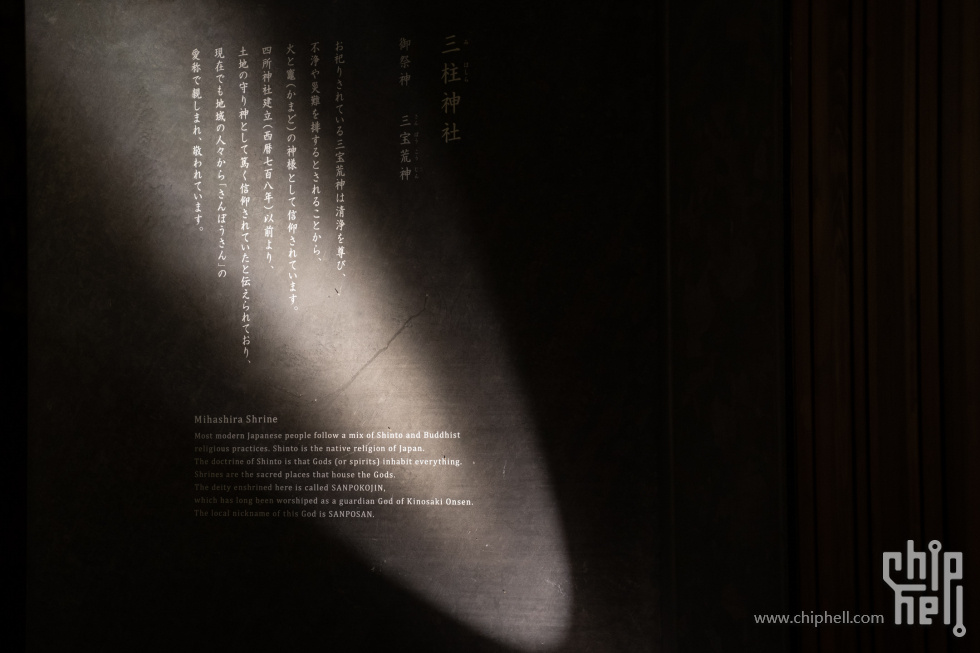 三柱神社
御祭神 三宝荒神
お祀りされている三宝荒神は清浄を尊び、
不浄や災難を排するとされることから、
火と竈(かまど)の神様として信仰されています。
四所神社建立(西暦七百八年)以前より、
土地の守り神として篤く信仰されていたと伝えられており、
現在でも地域の人々から「さんぽうさん」の
愛称で親しまれ、敬われています。
Mihashira Shrine
Most modern Japanese people follow a mix of Shinto and Buddhist
religious practices. Shinto is the native religion of Japan.
The doctrine of Shinto is that Gods (or spirits) inhabit everything.
Shrines are the sacred places that house the Gods.
The deity enshrined here is called SANPOKOJIN,
which has long been worshiped as a guardian God of Kinosaki Onsen.
The local nickname of this God is SANPOSAN.
www.chiphell.com
chip
hell